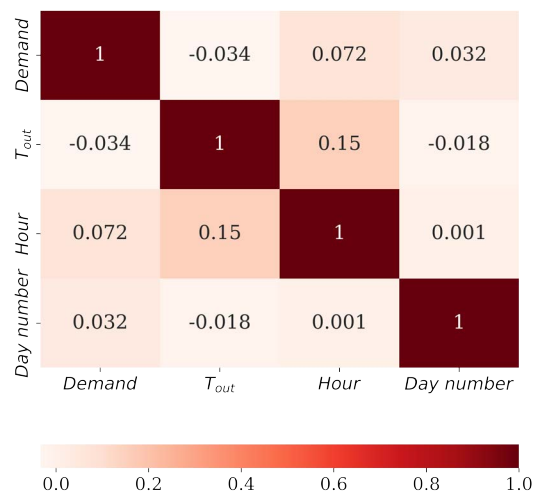 Demand 1 -0.034 0.072 0.032
T_out -0.034 1 0.15 -0.018
Hour 0.072 0.15 1 0.001
Day number 0.032 -0.018 0.001 1
Demand T_out Hour Day number
0.0 0.2 0.4 0.6 0.8 1.0